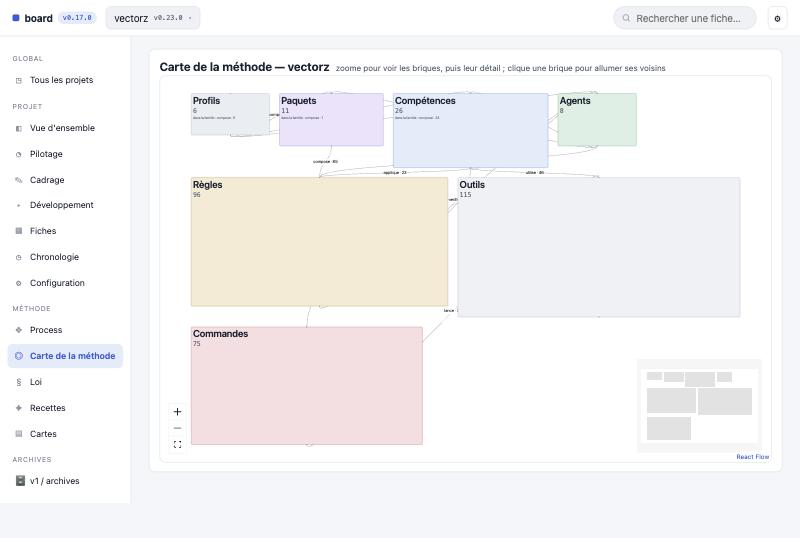 board v0.17.0 vectorz v0.23.0
Rechercher une fiche...
GLOBAL
Tous les projets
PROJET
Vue d'ensemble
Pilotage
Cadrage
Développement
Fiches
Chronologie
Configuration
MÉTHODE
Process
Carte de la méthode
§ Loi
Recettes
Cartes
ARCHIVES
v1 / archives
Carte de la méthode — vectorz zoome pour voir les briques, puis leur détail ; clique une brique pour allumer ses voisins
Profils
6
Paquets
11
Compétences
26
Agents
8
compose · 85
applique · 23
utilise · 46
Règles
96
Outils
115
lance ·
Commandes
75
React Flow